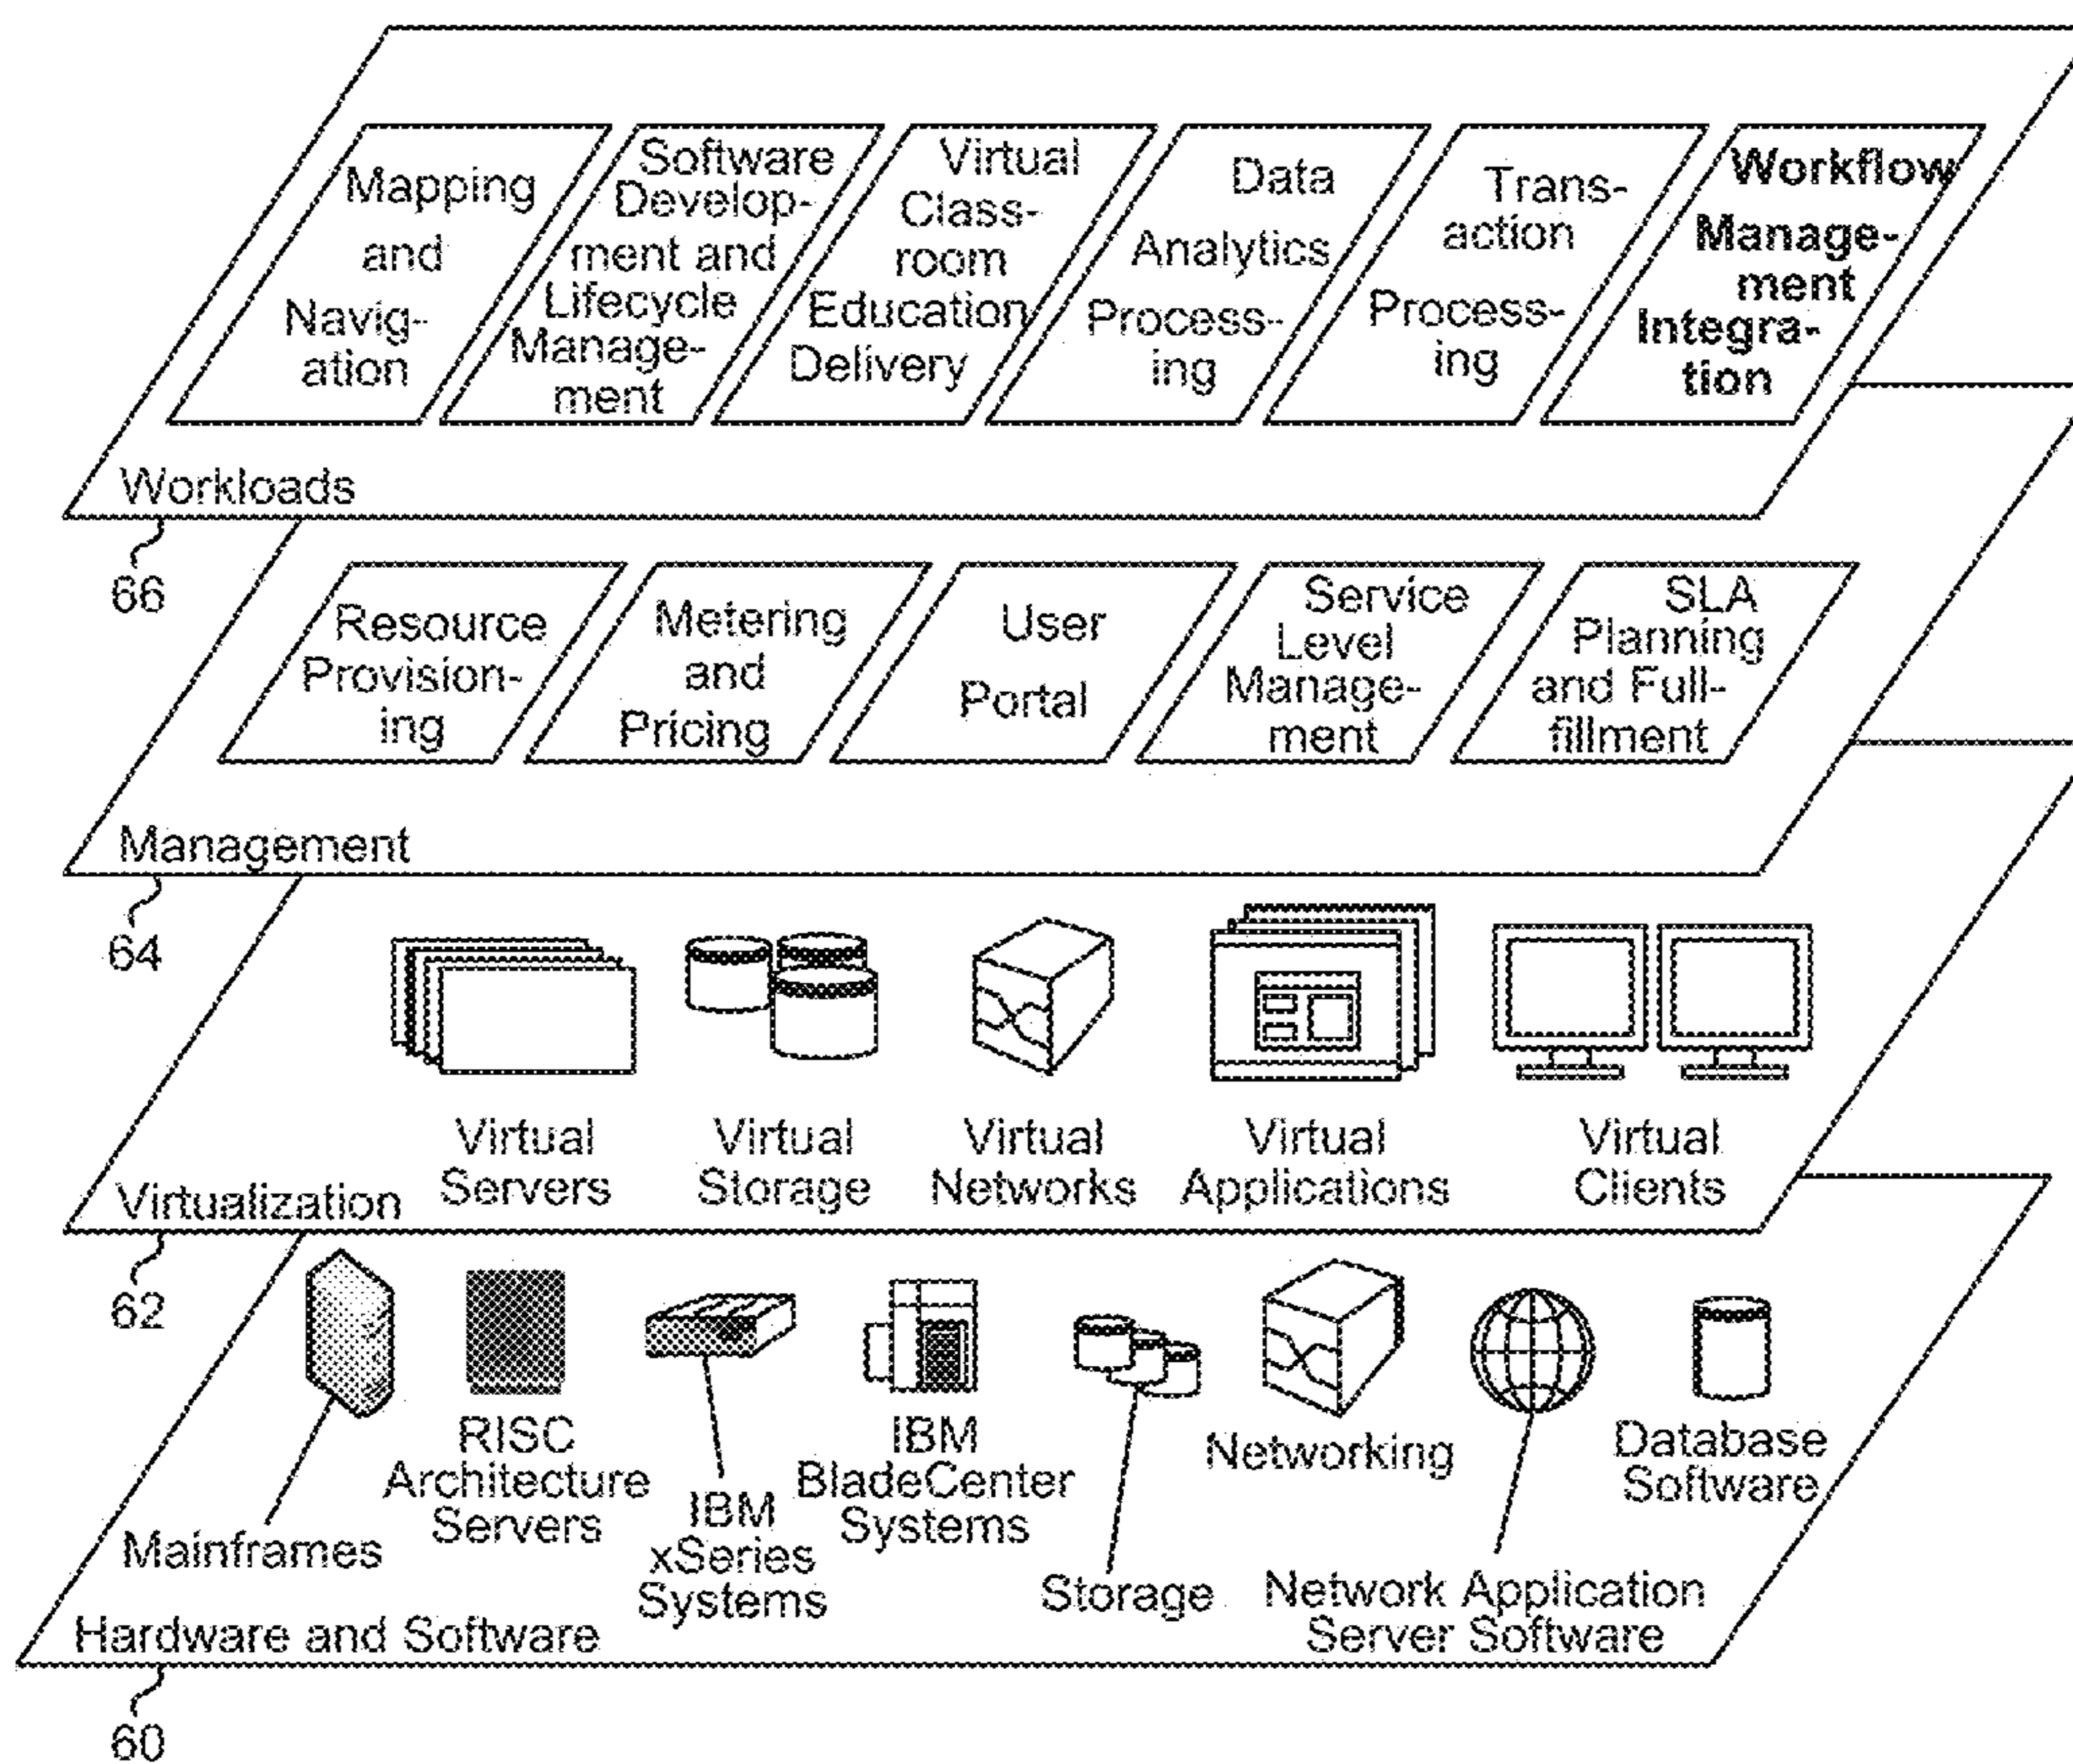 Mapping
and
Navig-
ation
Software
Develop-
ment and
Lifecycle
Manage-
ment
Virtual
Class-
room
Education
Delivery
Data
Analytics
Process-
ing
Trans-
action
Process-
ing
Workflow
Manage-
ment
Integra-
tion
Workloads
66
Resource
Provision-
ing
Metering
and
Pricing
User
Portal
Service
Level
Manage-
ment
SLA
Planning
and Full-
fillment
Management
64
Virtual
Servers
Virtual
Storage
Virtual
Networks
Virtual
Applications
Virtual
Clients
Virtualization
62
Mainframes
RISC
Architecture
Servers
IBM
xSeries
Systems
IBM
BladeCenter
Systems
Storage
Networking
Network Application
Server Software
Database
Software
Hardware and Software
60